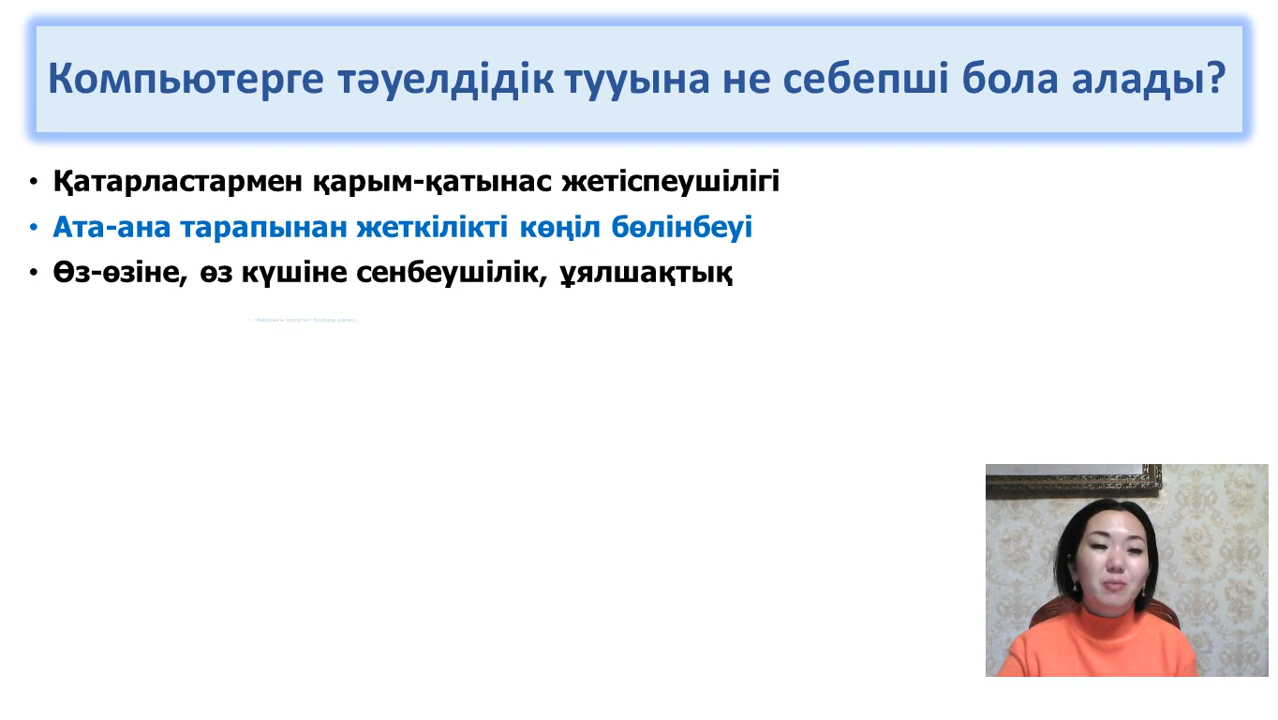 Компьютерге тәуелдідік тууына не себепші бола алады?
• Қатарластармен қарым-қатынас жетіспеушілігі
• Ата-ана тарапынан жеткілікті көңіл бөлінбеуі
• Өз-өзіне, өз күшіне сенбеушілік, ұялшақтық